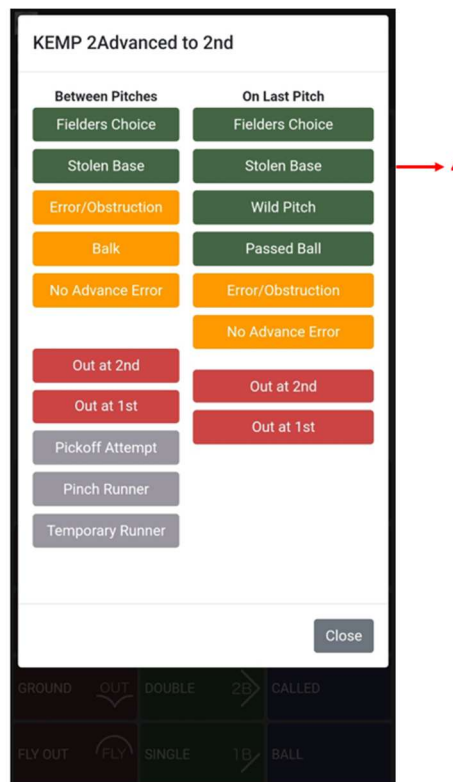 KEMP 2Advanced to 2nd
Between Pitches
Fielders Choice
Stolen Base
Error/Obstruction
Balk
No Advance Error
Out at 2nd
Out at 1st
Pickoff Attempt
Pinch Runner
Temporary Runner
On Last Pitch
Fielders Choice
Stolen Base
Wild Pitch
Passed Ball
Error/Obstruction
No Advance Error
Out at 2nd
Out at 1st
Close
GROUND OUT DOUBLE 2B CALLED
FLY OUT FLY SINGLE 1B BALL